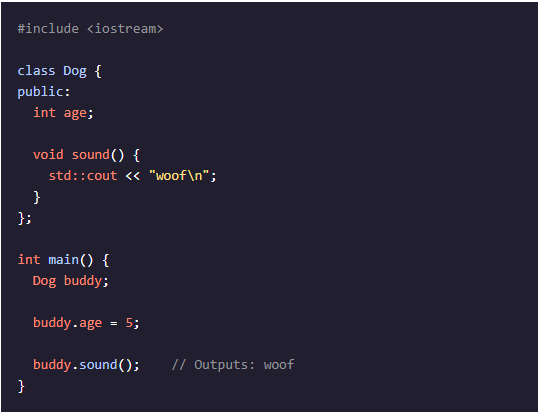 #include <iostream>

class Dog {
public:
  int age;

  void sound() {
    std::cout << "woof\n";
  }
};

int main() {
  Dog buddy;

  buddy.age = 5;

  buddy.sound();    // Outputs: woof
}